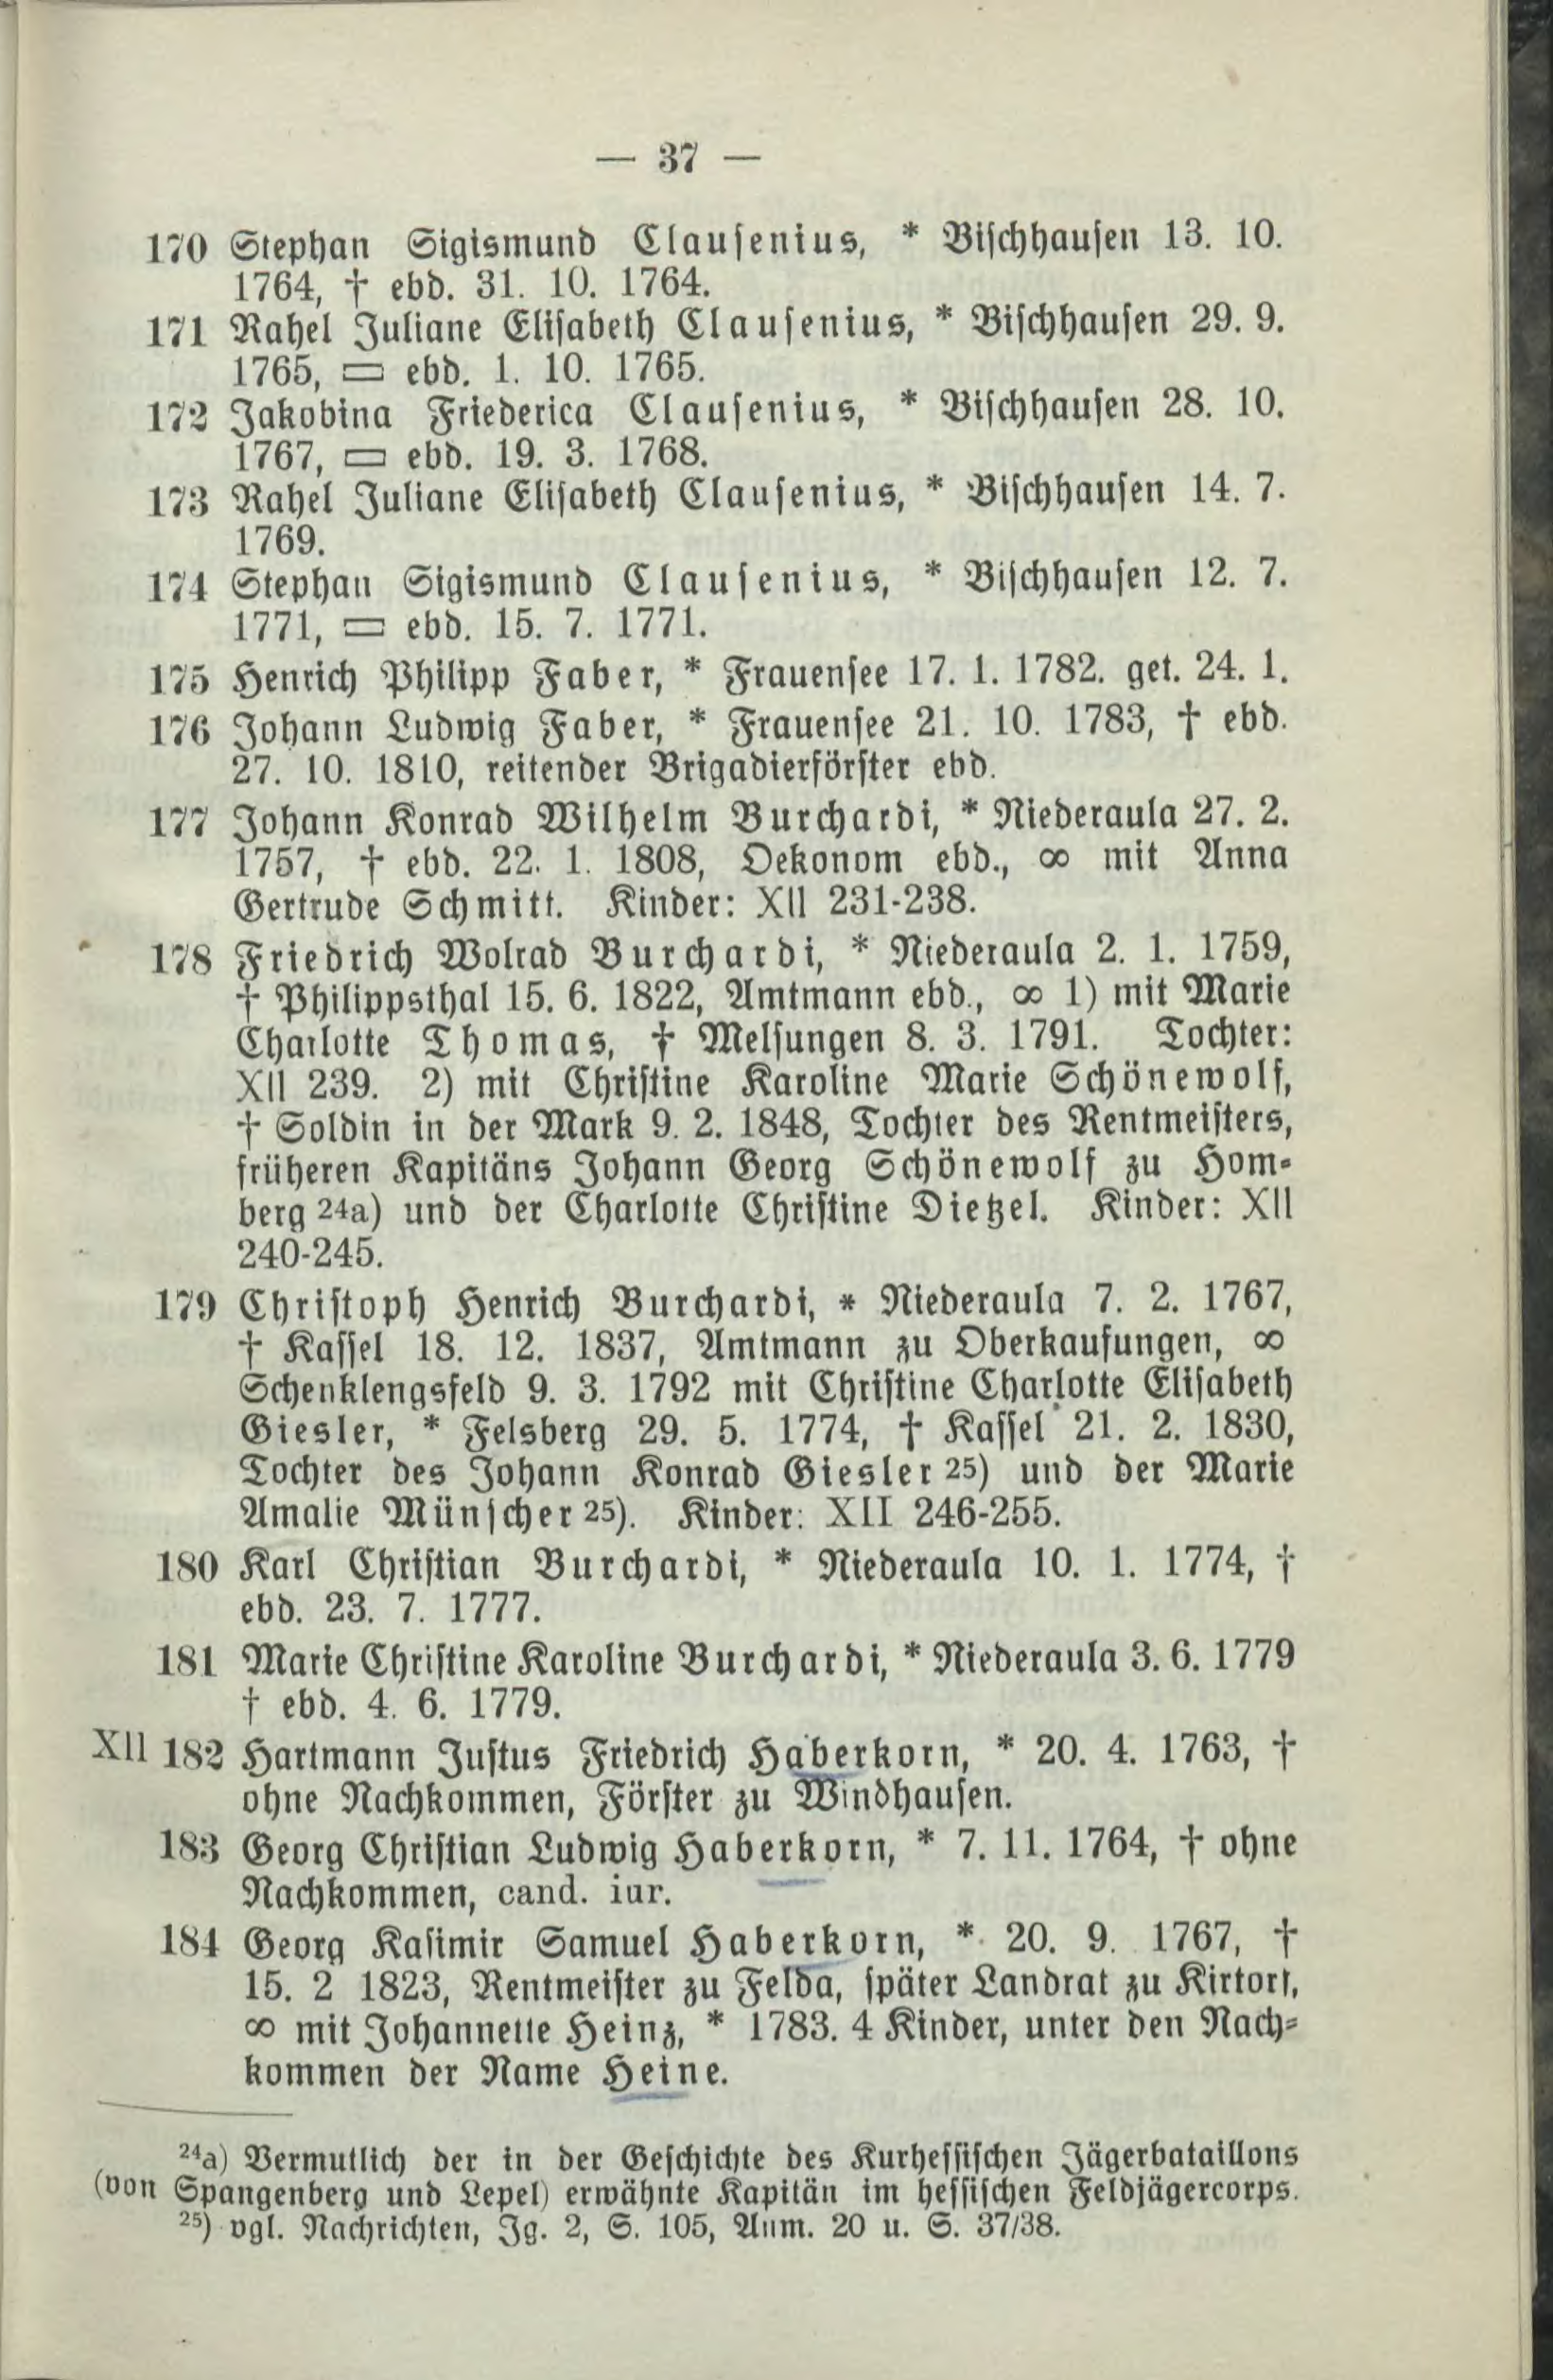 — 37 —
170 Stephan Sigismund Clausenius, * Bischhausen 13. 10.
1764, † ebd. 31. 10. 1764.
171 Rahel Juliane Elisabeth Clausenius, * Bischhausen 29. 9.
1765, ▭ ebd. 1. 10. 1765.
172 Jakobina Friederica Clausenius, * Bischhausen 28. 10.
1767, ▭ ebd. 19. 3. 1768.
173 Rahel Juliane Elisabeth Clausenius, * Bischhausen 14. 7.
1769.
174 Stephan Sigismund Clausenius, * Bischhausen 12. 7.
1771, ▭ ebd. 15. 7. 1771.
175 Henrich Philipp Faber, * Frauensee 17. 1. 1782. get. 24. 1.
176 Johann Ludwig Faber, * Frauensee 21. 10. 1783, † ebd.
27. 10. 1810, reitender Brigadierförster ebd.
177 Johann Konrad Wilhelm Burchardi, * Niederaula 27. 2.
1757, † ebd. 22. 1. 1808, Oekonom ebd., ∞ mit Anna
Gertrude Schmitt. Kinder: XII 231-238.
178 Friedrich Wolrad Burchardi, * Niederaula 2. 1. 1759,
† Philippsthal 15. 6. 1822, Amtmann ebd., ∞ 1) mit Marie
Charlotte Thomas, † Melsungen 8. 3. 1791. Tochter:
XII 239. 2) mit Christine Karoline Marie Schönewolf,
† Soldin in der Mark 9. 2. 1848, Tochter des Rentmeisters,
früheren Kapitäns Johann Georg Schönewolf zu Hom-
berg 24a) und der Charlotte Christine Dietzel. Kinder: XII
240-245.
179 Christoph Henrich Burchardi, * Niederaula 7. 2. 1767,
† Kassel 18. 12. 1837, Amtmann zu Oberkaufungen, ∞
Schenklengsfeld 9. 3. 1792 mit Christine Charlotte Elisabeth
Giesler, * Felsberg 29. 5. 1774, † Kassel 21. 2. 1830,
Tochter des Johann Konrad Giesler 25) und der Marie
Amalie Münscher 25). Kinder: XII 246-255.
180 Karl Christian Burchardi, * Niederaula 10. 1. 1774, †
ebd. 23. 7. 1777.
181 Marie Christine Karoline Burchardi, * Niederaula 3. 6. 1779
† ebd. 4. 6. 1779.
XII 182 Hartmann Justus Friedrich Haberkorn, * 20. 4. 1763, †
ohne Nachkommen, Förster zu Windhausen.
183 Georg Christian Ludwig Haberkorn, * 7. 11. 1764, † ohne
Nachkommen, cand. iur.
184 Georg Kasimir Samuel Haberkorn, * 20. 9. 1767, †
15. 2 1823, Rentmeister zu Felda, später Landrat zu Kirtorf,
∞ mit Johannette Heinz, * 1783. 4 Kinder, unter den Nach-
kommen der Name Heine.
24a) Vermutlich der in der Geschichte des Kurhessischen Jägerbataillons
(von Spangenberg und Lepel) erwähnte Kapitän im hessischen Feldjägercorps.
25) vgl. Nachrichten, Jg. 2, S. 105, Anm. 20 u. S. 37/38.